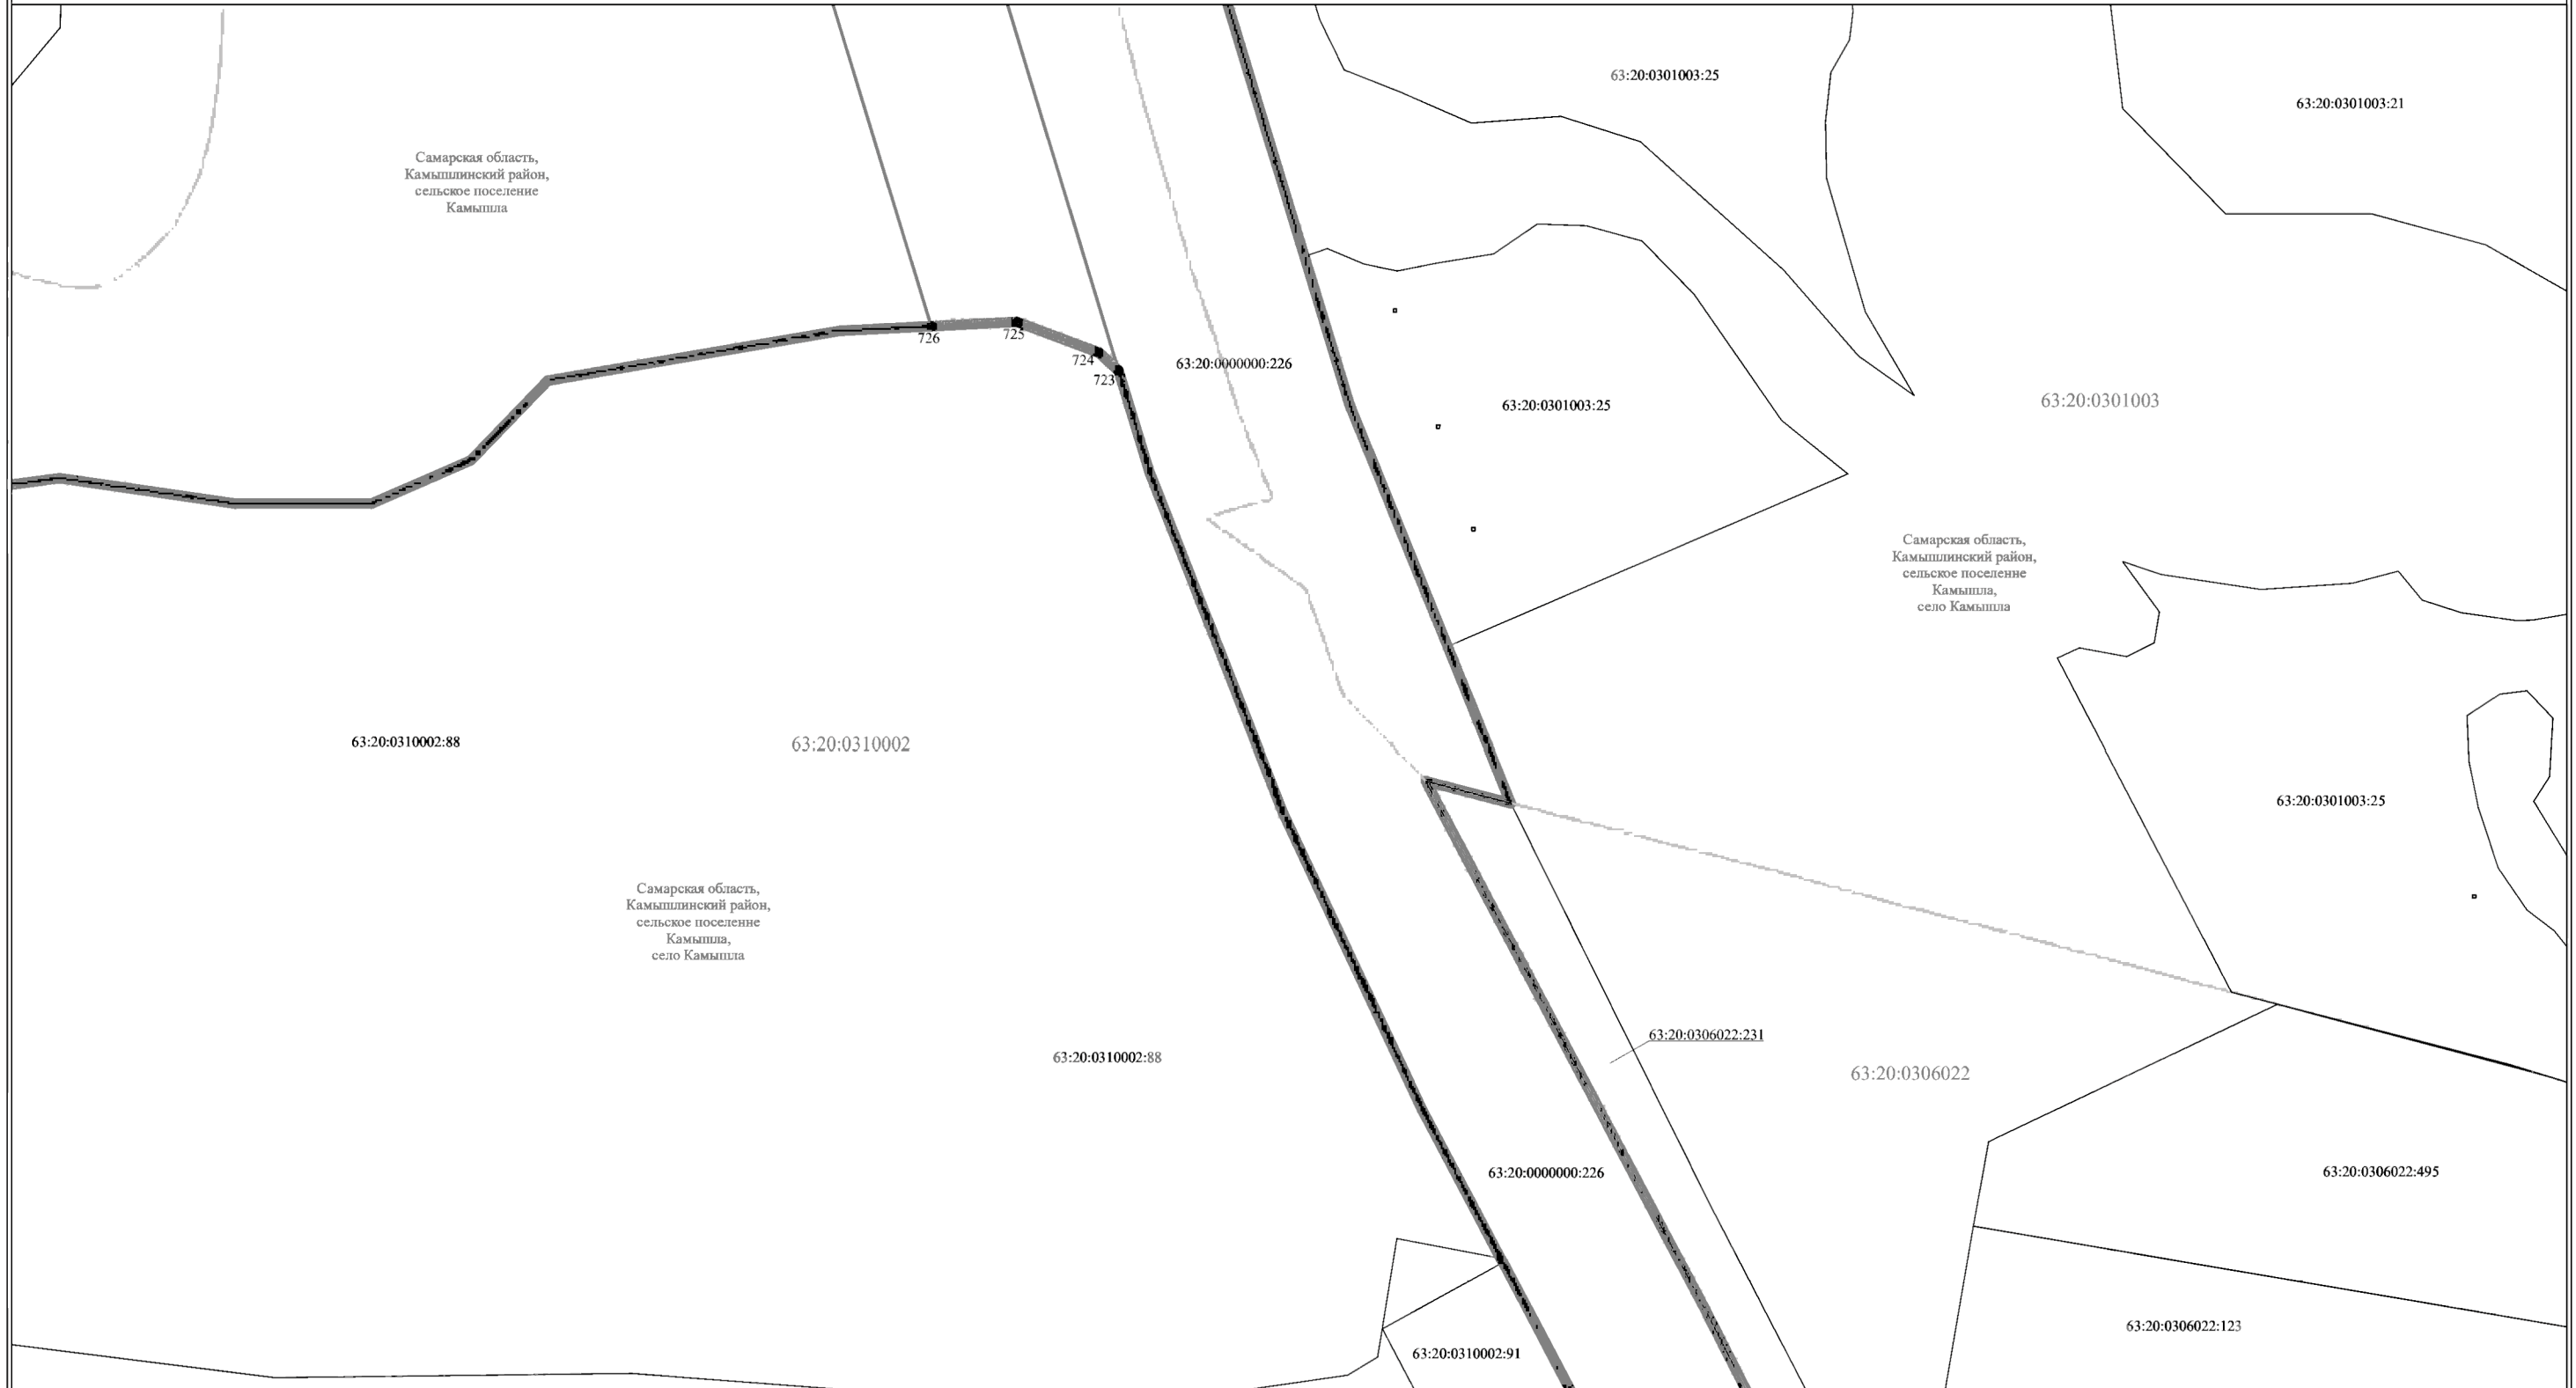 63:20:0301003:25
63:20:0301003:21
Самарская область,
Камышлинский район,
сельское поселение
Камышла
726
725
724
723
63:20:0000000:226
63:20:0301003:25
63:20:0301003
Самарская область,
Камышлинский район,
сельское поселение
Камышла,
село Камышла
63:20:0310002:88
63:20:0310002
63:20:0301003:25
Самарская область,
Камышлинский район,
сельское поселение
Камышла,
село Камышла
63:20:0306022:231
63:20:0310002:88
63:20:0306022
63:20:0000000:226
63:20:0306022:495
63:20:0306022:123
63:20:0310002:91